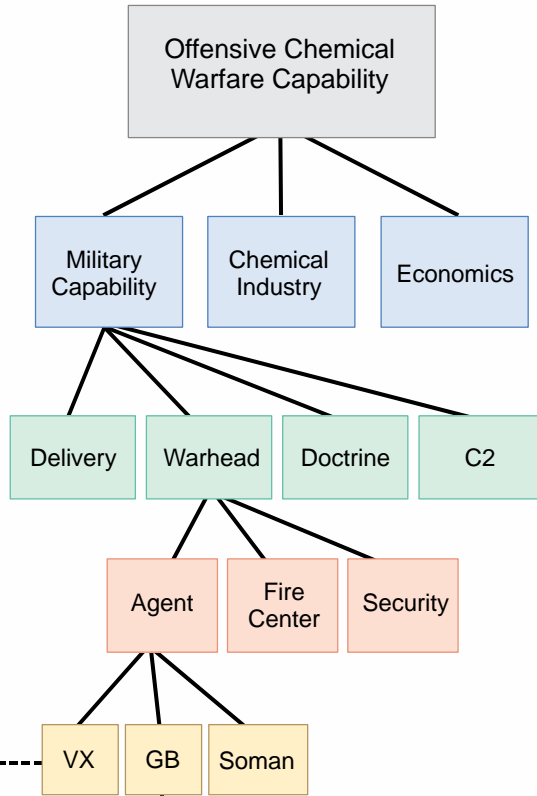 Offensive Chemical
Warfare Capability
Military
Capability
Chemical
Industry
Economics
Delivery
Warhead
Doctrine
C2
Agent
Fire
Center
Security
VX
GB
Soman